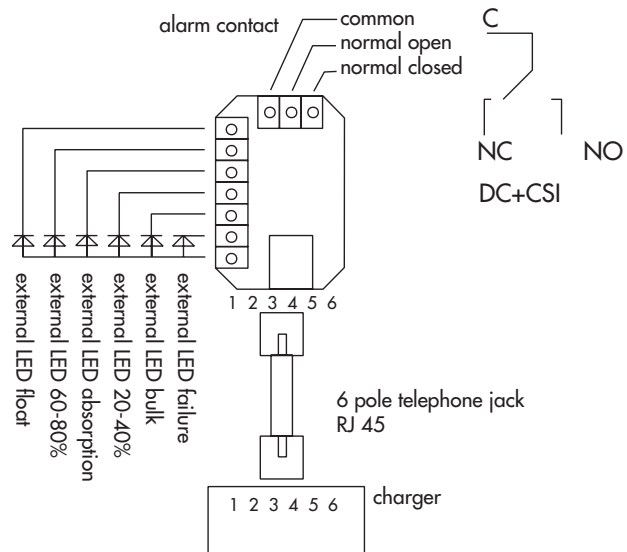 alarm contact
common
normal open
normal closed
C
NC
NO
DC+CSI
external LED float
external LED 60-80%
external LED absorption
external LED 20-40%
external LED bulk
external LED failure
1 2 3 4 5 6
6 pole telephone jack
RJ 45
charger
1 2 3 4 5 6